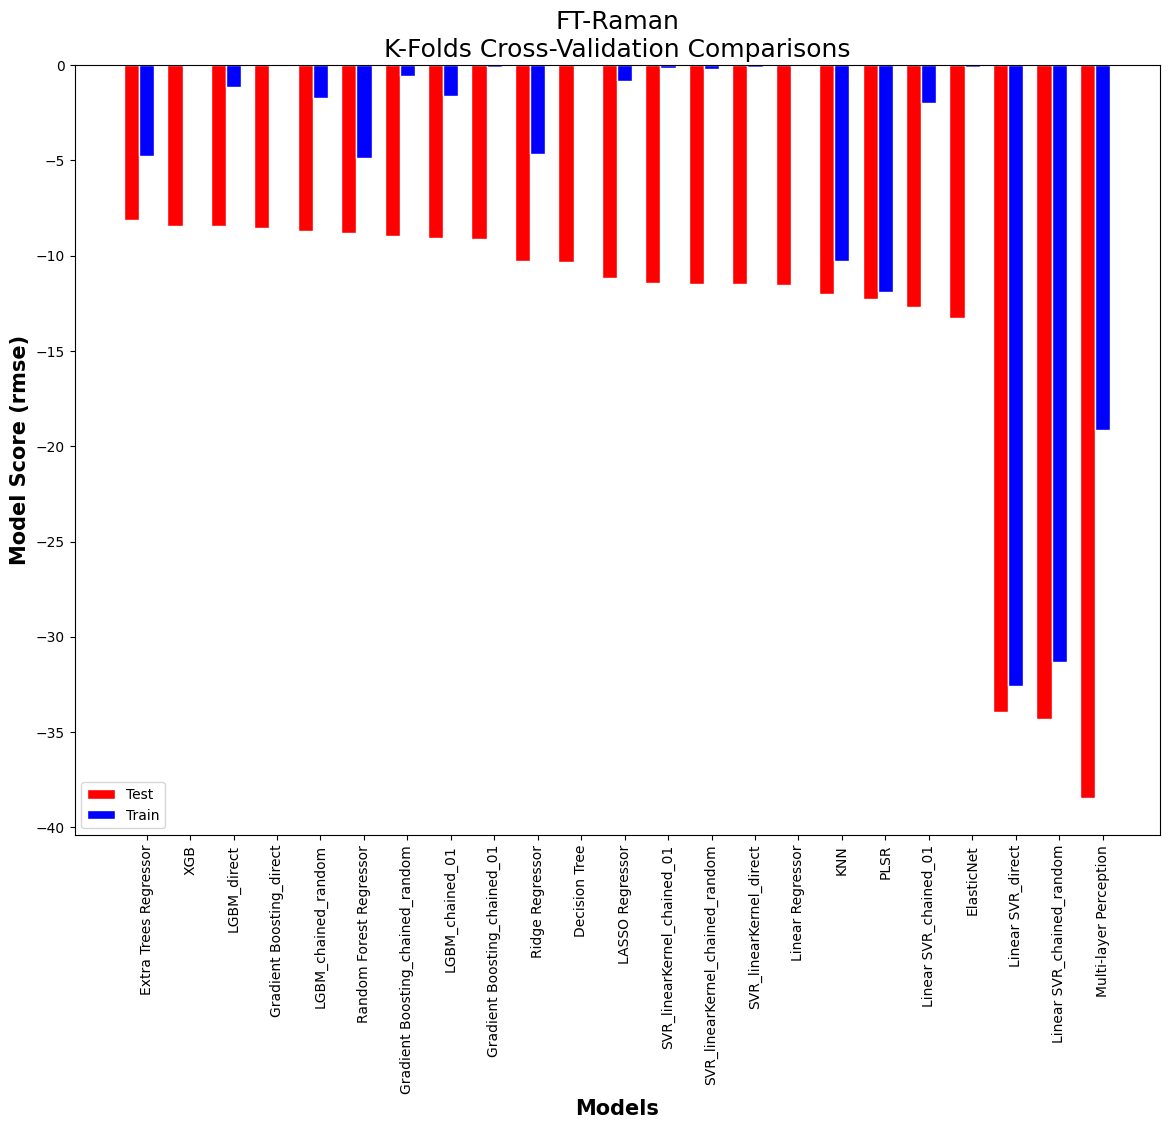 FT-Raman
K-Folds Cross-Validation Comparisons
Model Score (rmse)
0
−5
−10
−15
−20
−25
−30
−35
−40
Test
Train
Extra Trees Regressor
XGB
LGBM_direct
Gradient Boosting_direct
LGBM_chained_random
Random Forest Regressor
Gradient Boosting_chained_random
LGBM_chained_01
Gradient Boosting_chained_01
Ridge Regressor
Decision Tree
LASSO Regressor
SVR_linearKernel_chained_01
SVR_linearKernel_chained_random
SVR_linearKernel_direct
Linear Regressor
KNN
PLSR
Linear SVR_chained_01
ElasticNet
Linear SVR_direct
Linear SVR_chained_random
Multi-layer Perception
Models